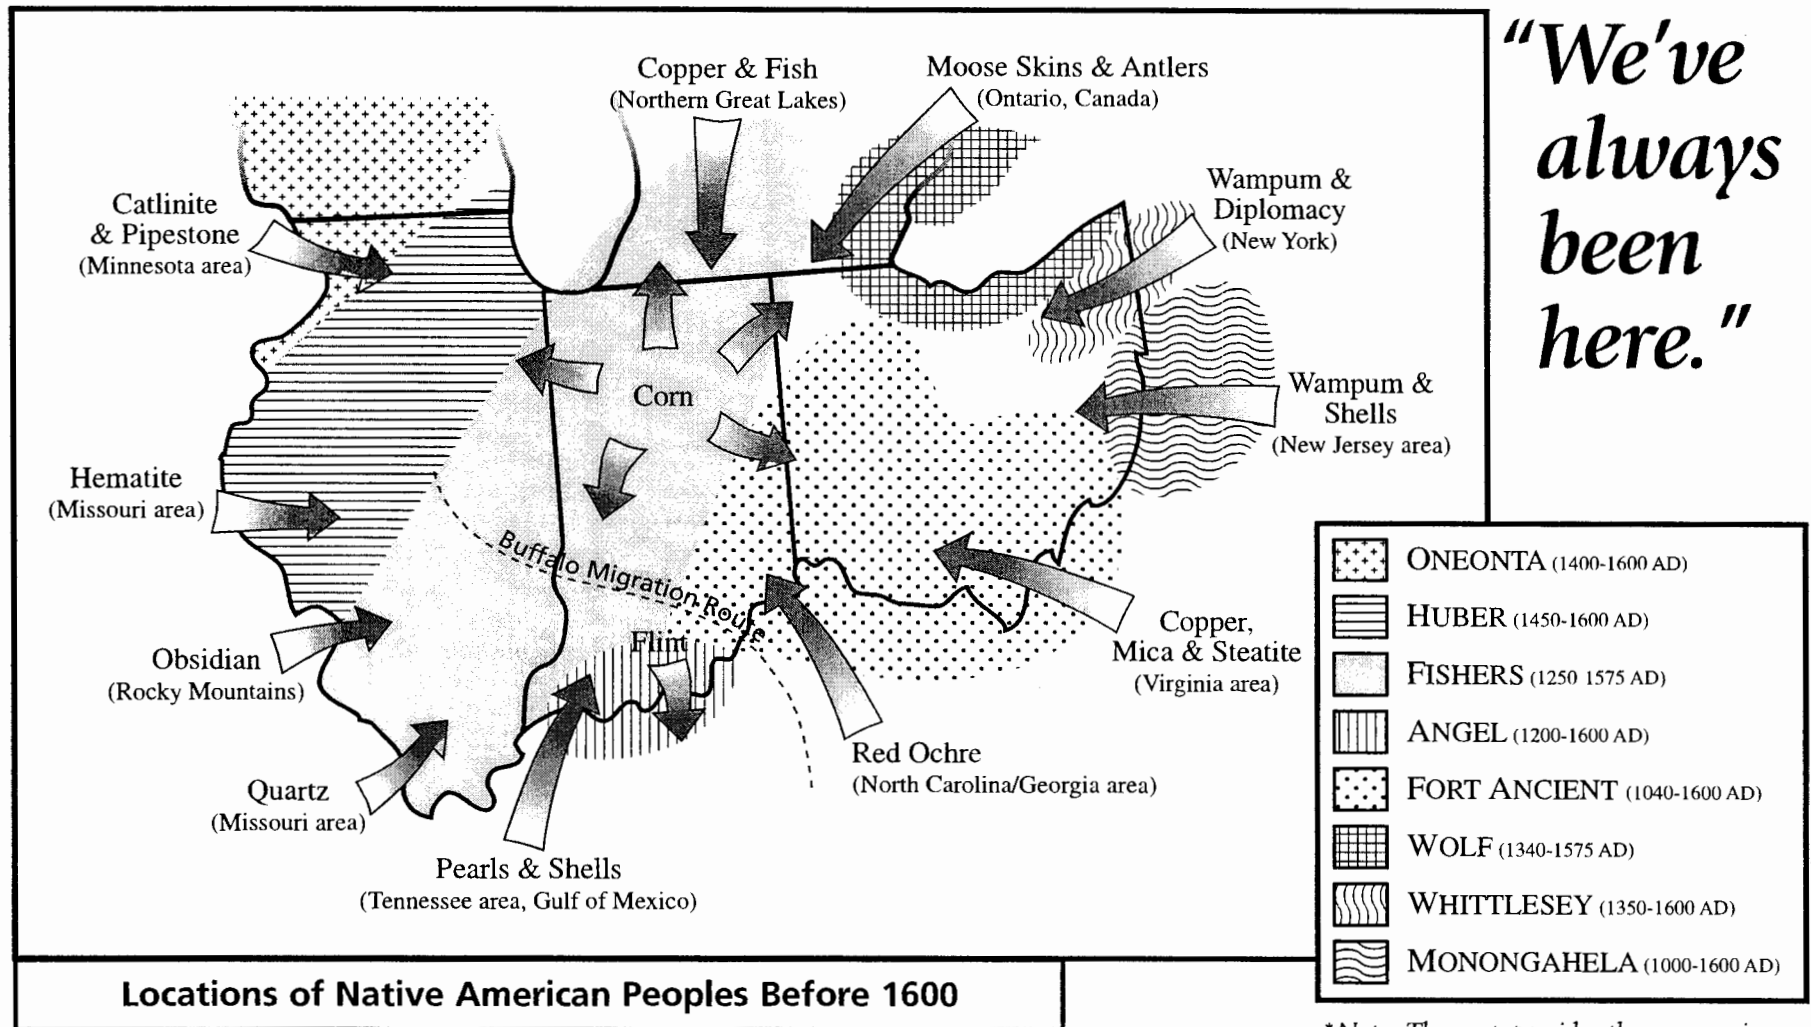 "We've
always
been
here."
Copper & Fish
(Northern Great Lakes)
Moose Skins & Antlers
(Ontario, Canada)
Catlinite
& Pipestone
(Minnesota area)
Wampum &
Diplomacy
(New York)
Corn
Wampum &
Shells
(New Jersey area)
Hematite
(Missouri area)
Buffalo Migration Route
Flint
Obsidian
(Rocky Mountains)
Copper,
Mica & Steatite
(Virginia area)
Quartz
(Missouri area)
Red Ochre
(North Carolina/Georgia area)
Pearls & Shells
(Tennessee area, Gulf of Mexico)
ONEONTA (1400-1600 AD)
HUBER (1450-1600 AD)
FISHERS (1250 1575 AD)
ANGEL (1200-1600 AD)
FORT ANCIENT (1040-1600 AD)
WOLF (1340-1575 AD)
WHITTLESEY (1350-1600 AD)
MONONGAHELA (1000-1600 AD)
Locations of Native American Peoples Before 1600